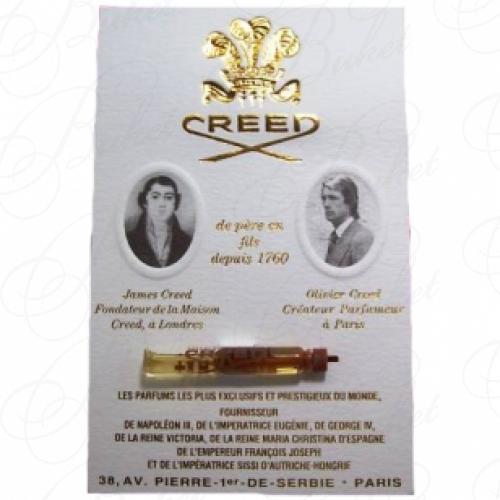 CREED
de père en
fils
depuis 1760
James Creed
Fondateur de la Maison
Creed, à Londres
Olivier Creed
Créateur Parfumeur
à Paris
CREED
LES PARFUMS LES PLUS EXCLUSIFS ET PRESTIGIEUX DU MONDE,
FOURNISSEUR
DE NAPOLÉON III, DE L'IMPERATRICE EUGÉNIE, DE GEORGE IV,
DE LA REINE VICTORIA, DE LA REINE MARIA CHRISTINA D'ESPAGNE
DE L'EMPEREUR FRANÇOIS JOSEPH
ET DE L'IMPÉRATRICE SISSI D'AUTRICHE-HONGRIE
38, AV. PIERRE-1er-DE-SERBIE - PARIS